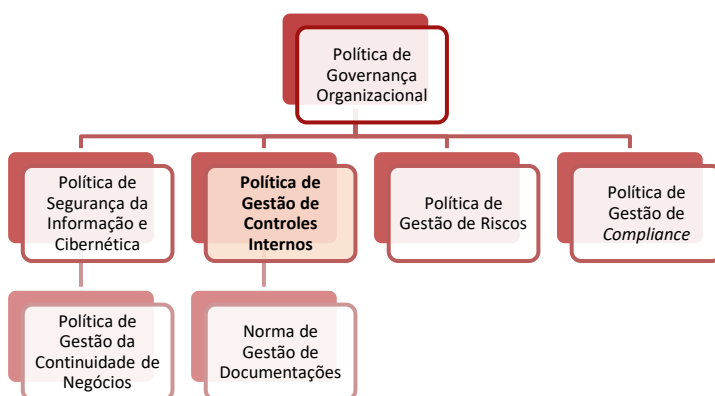 Política de
Governança
Organizacional
Política de
Segurança da
Informação e
Cibernética
Política de
Gestão de
Controles
Internos
Política de
Gestão de Riscos
Política de
Gestão de
Compliance
Política de
Gestão da
Continuidade de
Negócios
Norma de
Gestão de
Documentações